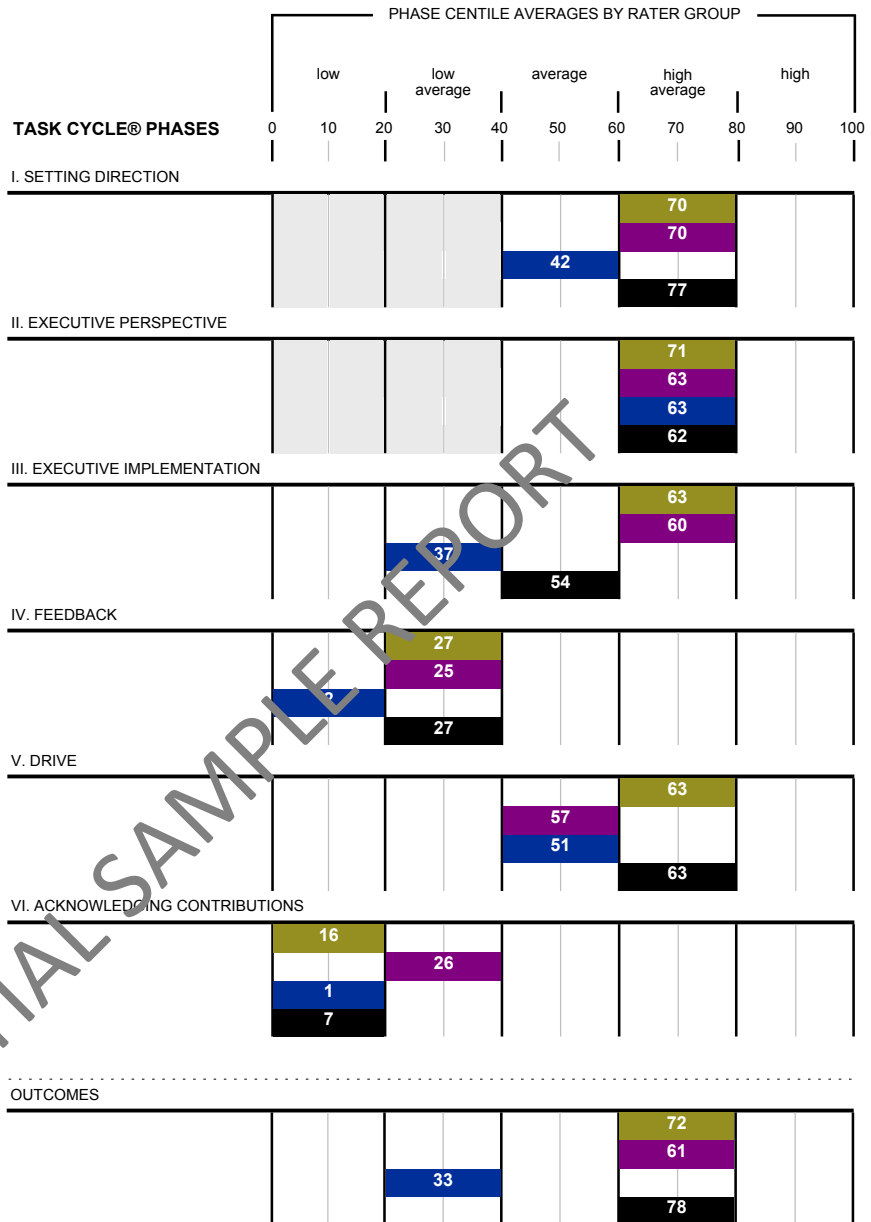 PHASE CENTILE AVERAGES BY RATER GROUP
low low average high high
average average
TASK CYCLE® PHASES 0 10 20 30 40 50 60 70 80 90 100
I. SETTING DIRECTION
70
70
42
77
II. EXECUTIVE PERSPECTIVE
71
63
63
62
III. EXECUTIVE IMPLEMENTATION
63
60
37
54
IV. FEEDBACK
27
25
27
V. DRIVE
63
57
51
63
VI. ACKNOWLEDGING CONTRIBUTIONS
16
26
1
7
OUTCOMES
72
61
33
78
SAMPLE REPORT